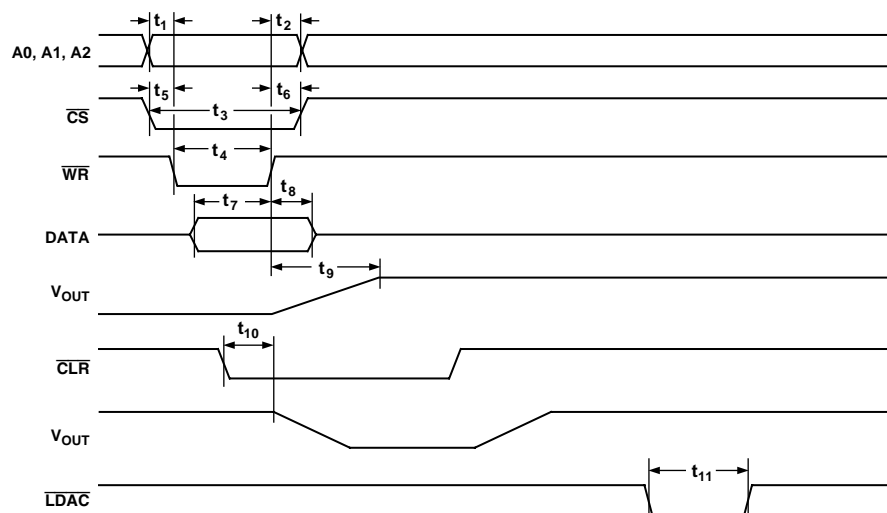 t1 t2
A0, A1, A2
t5 t3 t6
CS
t4
WR
t7 t8
DATA
t9
VOUT
t10
CLR
VOUT
t11
LDAC